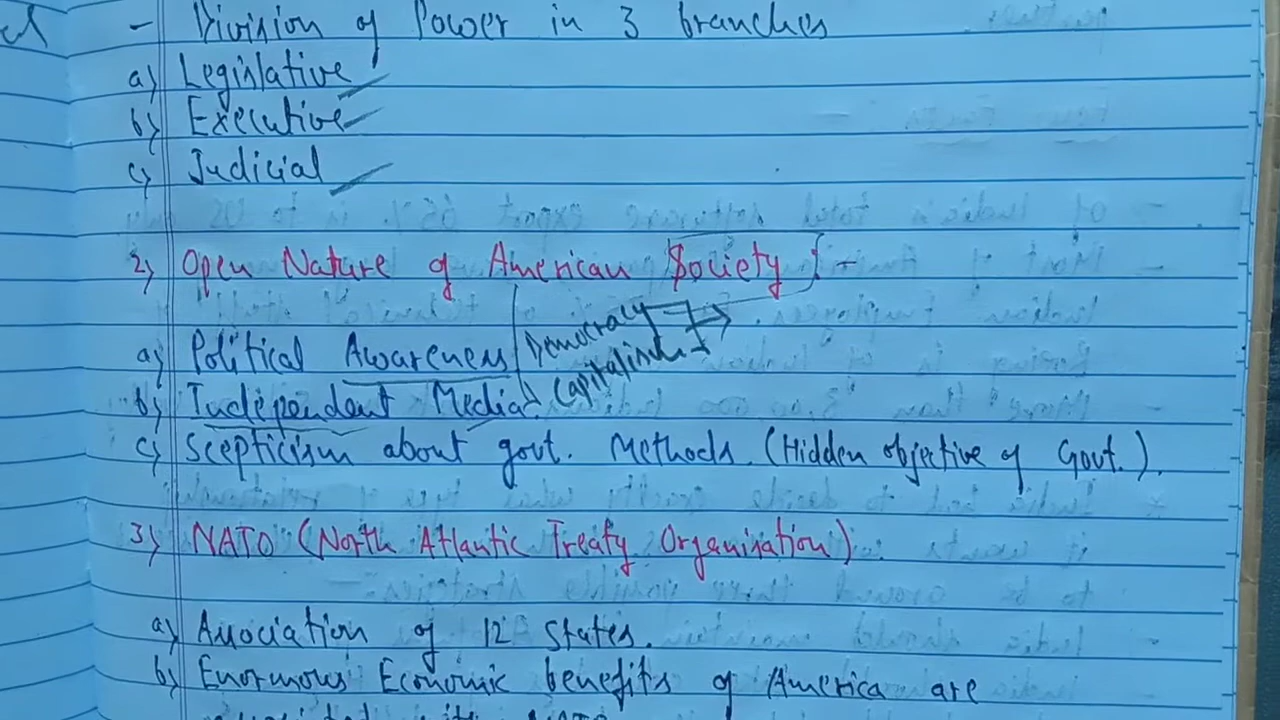 - Division of Power in 3 branches
a) Legislative
b) Executive
c) Judicial
2) Open Nature of American Society :-
Democracy
a) Political Awareness
Capitalism
b) Independent Media
c) Scepticism about govt. Methods. (Hidden objective of Govt.).
3) NATO (North Atlantic Treaty Organisation)
a) Association of 12 states.
b) Enormous Economic benefits of America are